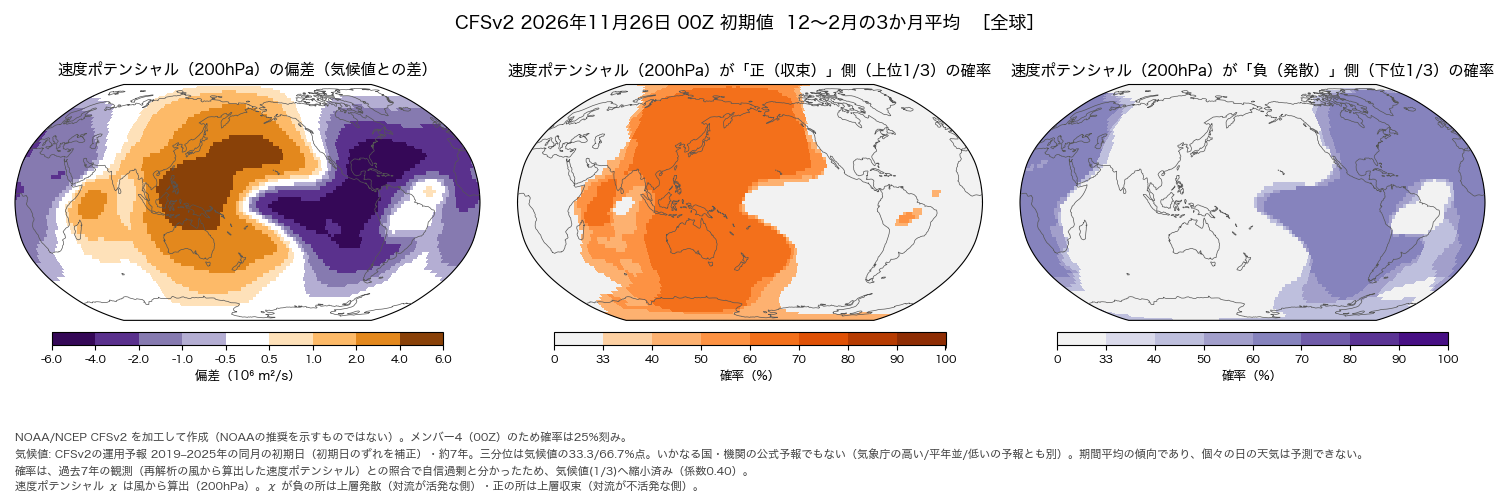 CFSv2 2026年11月26日 00Z 初期値 12～2月の3か月平均 ［全球］
速度ポテンシャル（200hPa）の偏差（気候値との差）
速度ポテンシャル（200hPa）が「正（収束）」側（上位1/3）の確率
速度ポテンシャル（200hPa）が「負（発散）」側（下位1/3）の確率
-6.0 -4.0 -2.0 -1.0 -0.5 0.5 1.0 2.0 4.0 6.0
偏差（10⁶ m²/s）
0 33 40 50 60 70 80 90 100
確率（%）
0 33 40 50 60 70 80 90 100
確率（%）
NOAA/NCEP CFSv2 を加工して作成（NOAAの推奨を示すものではない）。メンバー4（00Z）のため確率は25%刻み。
気候値: CFSv2の運用予報 2019–2025年の同月の初期日（初期日のずれを補正）・約7年。三分位は気候値の33.3/66.7%点。いかなる国・機関の公式予報でもない（気象庁の高い/平年並/低いの予報とも別）。期間平均の傾向であり、個々の日の天気は予測できない。
確率は、過去7年の観測（再解析の風から算出した速度ポテンシャル）との照合で自信過剰と分かったため、気候値(1/3)へ縮小済み（係数0.40）。
速度ポテンシャル χ は風から算出（200hPa）。χ が負の所は上層発散（対流が活発な側）・正の所は上層収束（対流が不活発な側）。